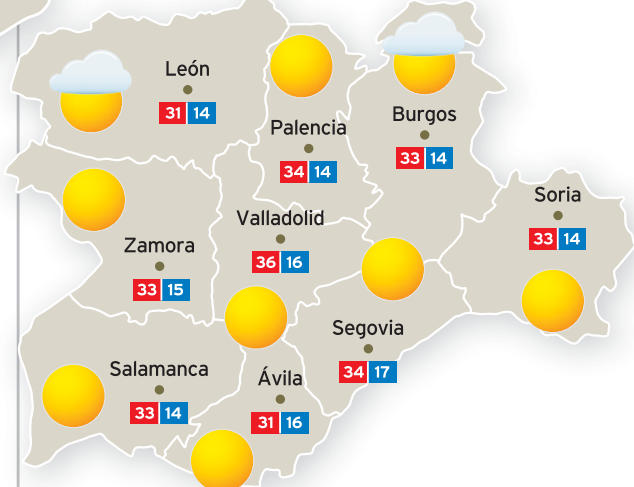 León
31 14
Palencia
34 14
Burgos
33 14
Soria
33 14
Valladolid
36 16
Zamora
33 15
Segovia
34 17
Salamanca
33 14
Ávila
31 16